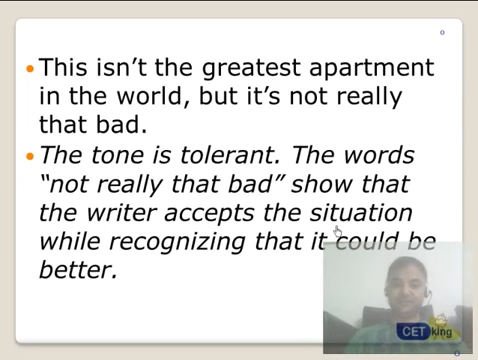 This isn’t the greatest apartment
in the world, but it’s not really
that bad.
The tone is tolerant. The words
“not really that bad” show that
the writer accepts the situation
while recognizing that it could be
better.
CET king